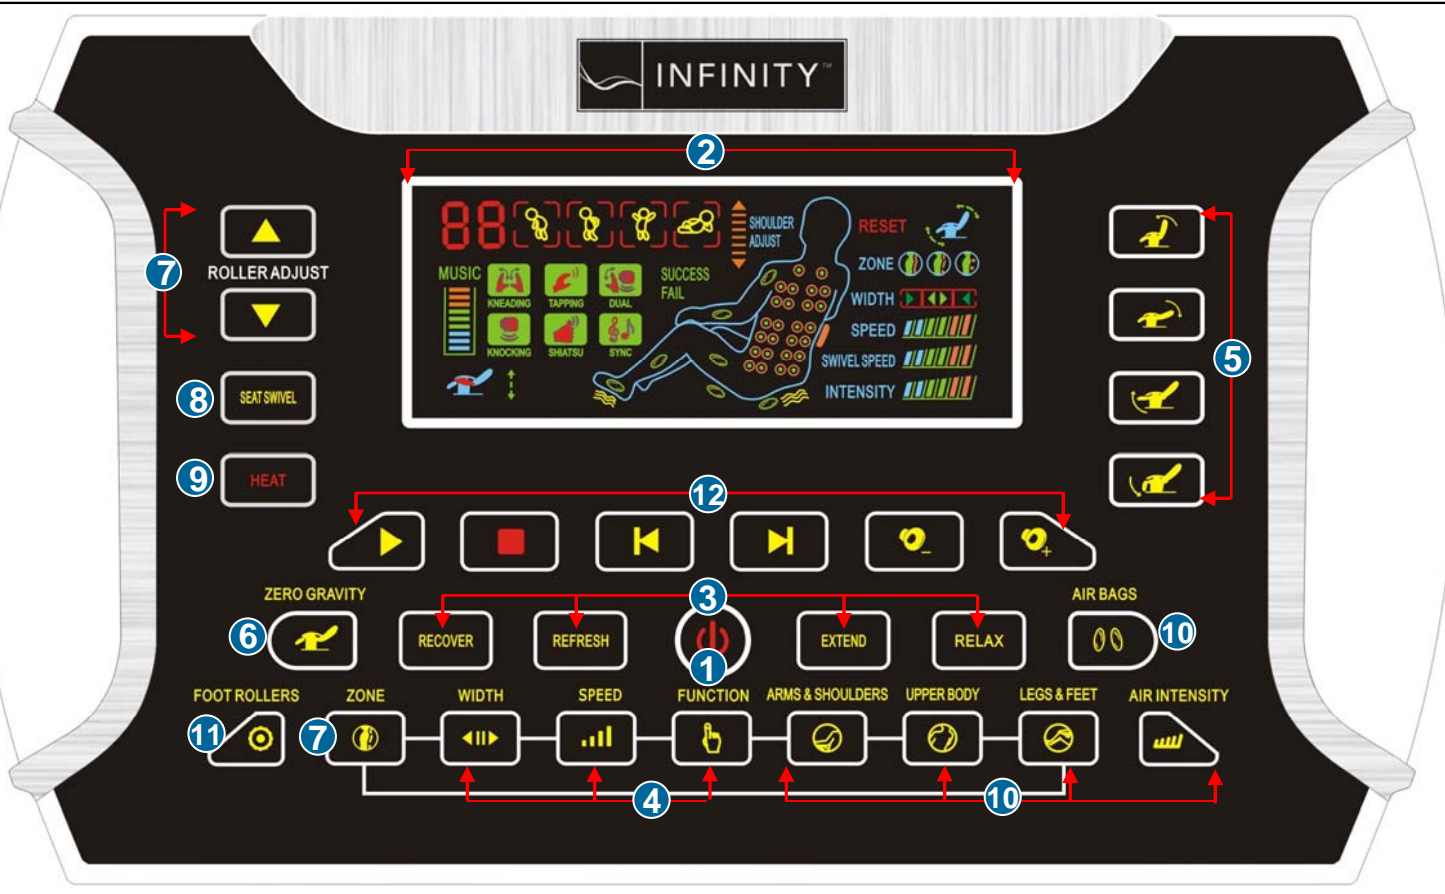 INFINITY™
2
88
SHOULDER
ADJUST
RESET
ZONE
MUSIC
KNEADING
TAPPING
DUAL
SUCCESS
FAIL
WIDTH
SPEED
KNOCKING
SHIATSU
SYNC
SWIVEL SPEED
INTENSITY
7
ROLLER ADJUST
5
8
SEAT SWIVEL
9
HEAT
12
ZERO GRAVITY
3
AIR BAGS
6
RECOVER
REFRESH
1
EXTEND
RELAX
10
FOOT ROLLERS
ZONE
WIDTH
SPEED
FUNCTION
ARMS & SHOULDERS
UPPER BODY
LEGS & FEET
AIR INTENSITY
11
7
4
10